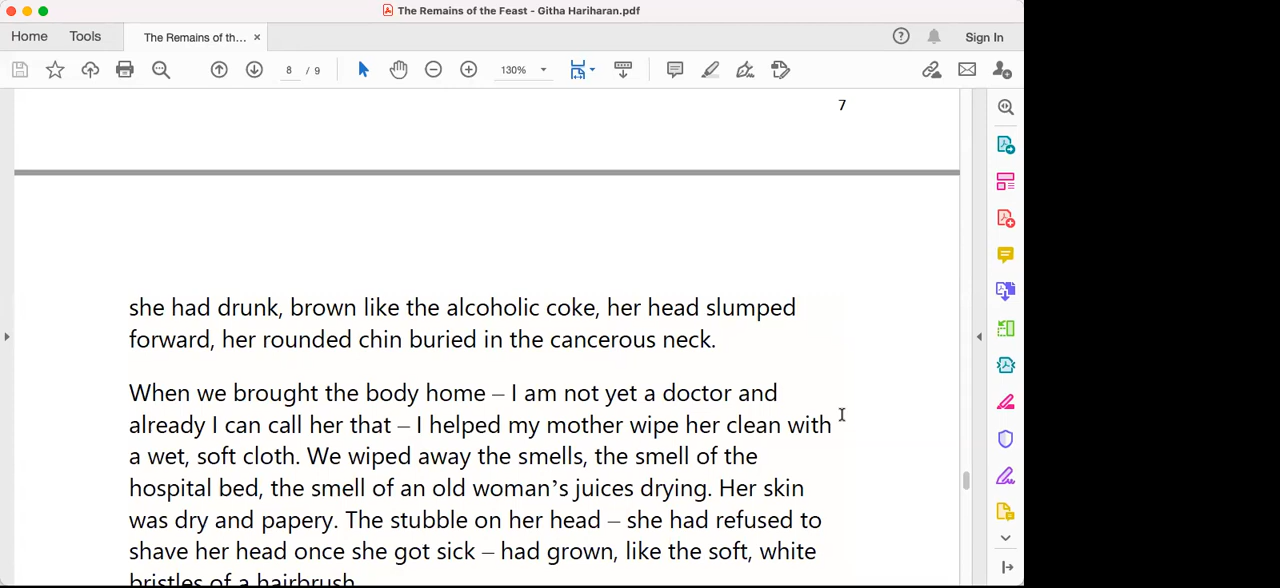 The Remains of the Feast - Githa Hariharan.pdf
Home Tools The Remains of th... × Sign In
8 / 9 130%
7
she had drunk, brown like the alcoholic coke, her head slumped
forward, her rounded chin buried in the cancerous neck.
When we brought the body home – I am not yet a doctor and
already I can call her that – I helped my mother wipe her clean with
a wet, soft cloth. We wiped away the smells, the smell of the
hospital bed, the smell of an old woman’s juices drying. Her skin
was dry and papery. The stubble on her head – she had refused to
shave her head once she got sick – had grown, like the soft, white
bristles of a hairbrush.